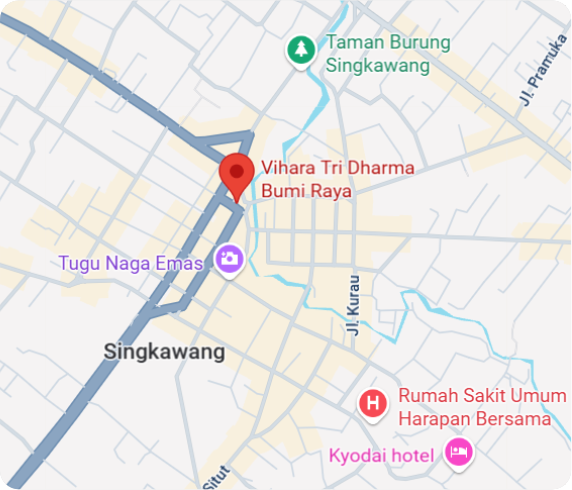 Taman Burung
Singkawang
Jl. Pramuka
Vihara Tri Dharma
Bumi Raya
Tugu Naga Emas
Jl. Kurau
Singkawang
H
Rumah Sakit Umum
Harapan Bersama
Kyodai hotel
Situt